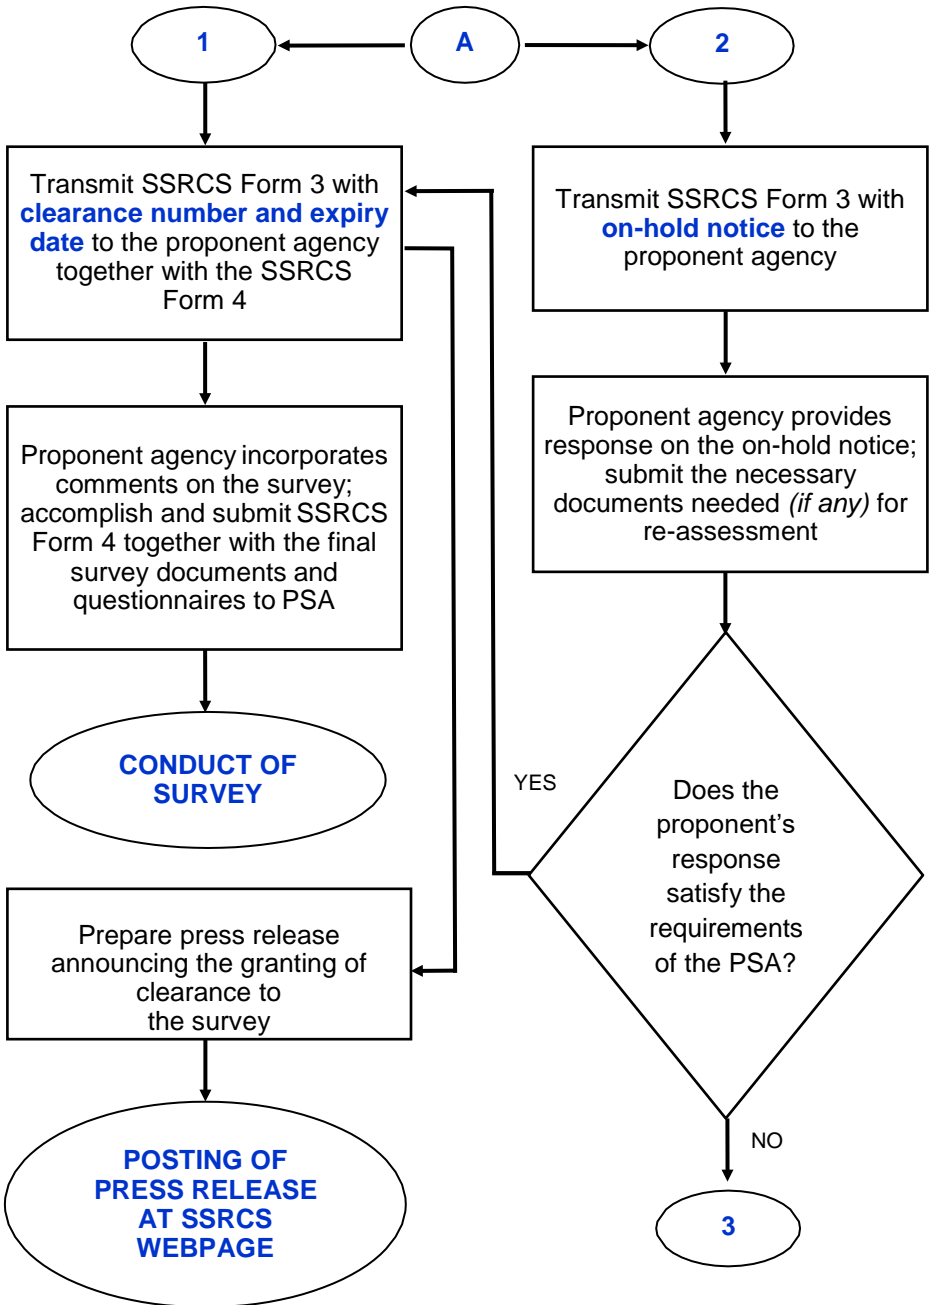 1
A
2
Transmit SSRCS Form 3 with
clearance number and expiry
date to the proponent agency
together with the SSRCS
Form 4
Transmit SSRCS Form 3 with
on-hold notice to the
proponent agency
Proponent agency incorporates
comments on the survey;
accomplish and submit SSRCS
Form 4 together with the final
survey documents and
questionnaires to PSA
Proponent agency provides
response on the on-hold notice;
submit the necessary
documents needed (if any) for
re-assessment
CONDUCT OF
SURVEY
YES
Does the
proponent's
response
satisfy the
requirements
of the PSA?
Prepare press release
announcing the granting of
clearance to
the survey
NO
POSTING OF
PRESS RELEASE
AT SSRCS
WEBPAGE
3